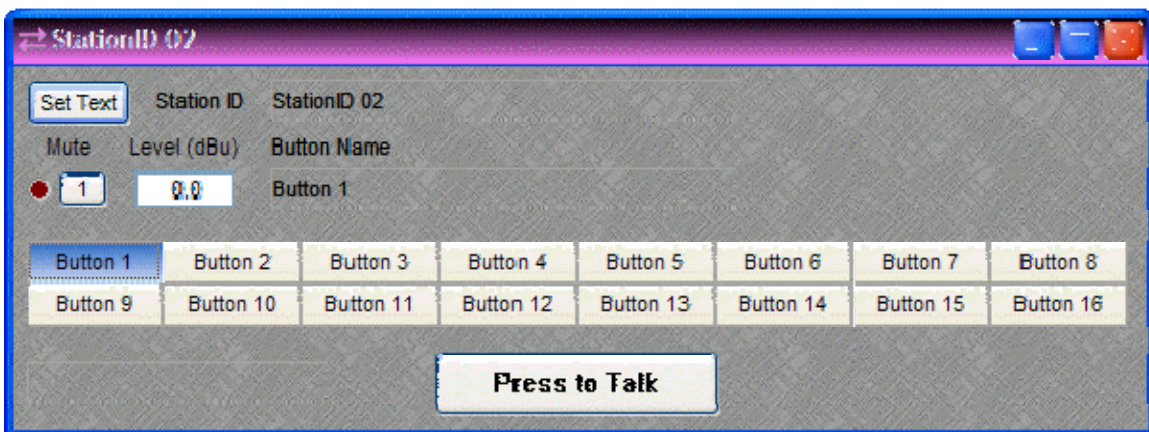 StationID 02
Set Text Station ID StationID 02
Mute Level (dBu) Button Name
1 0.0 Button 1
Button 1 Button 2 Button 3 Button 4 Button 5 Button 6 Button 7 Button 8
Button 9 Button 10 Button 11 Button 12 Button 13 Button 14 Button 15 Button 16
Press to Talk